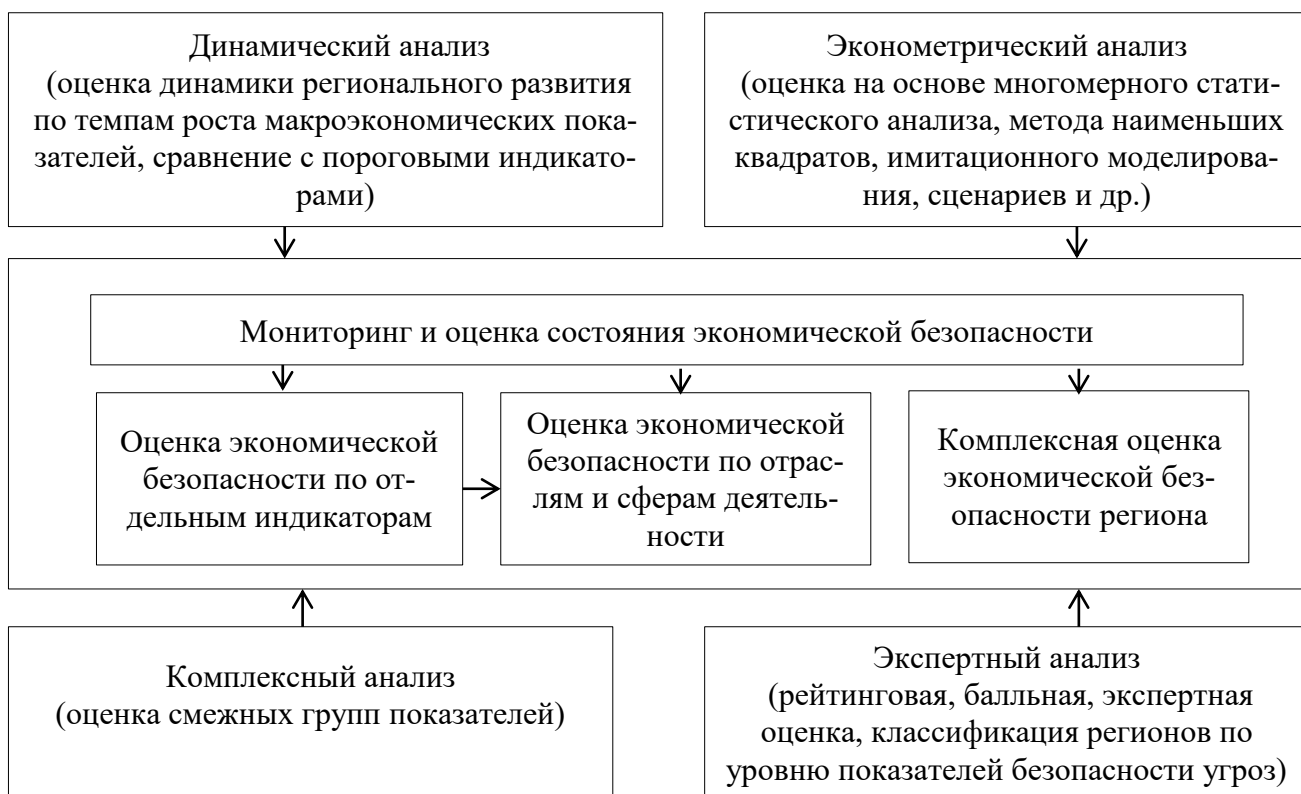 Динамический анализ
(оценка динамики регионального развития
по темпам роста макроэкономических пока-
зателей, сравнение с пороговыми индикато-
рами)
Эконометрический анализ
(оценка на основе многомерного стати-
стического анализа, метода наименьших
квадратов, имитационного моделирова-
ния, сценариев и др.)
Мониторинг и оценка состояния экономической безопасности
Оценка экономической
безопасности по от-
дельным индикаторам
Оценка экономической
безопасности по отрас-
лям и сферам деятель-
ности
Комплексная оценка
экономической без-
опасности региона
Комплексный анализ
(оценка смежных групп показателей)
Экспертный анализ
(рейтинговая, балльная, экспертная
оценка, классификация регионов по
уровню показателей безопасности угроз)